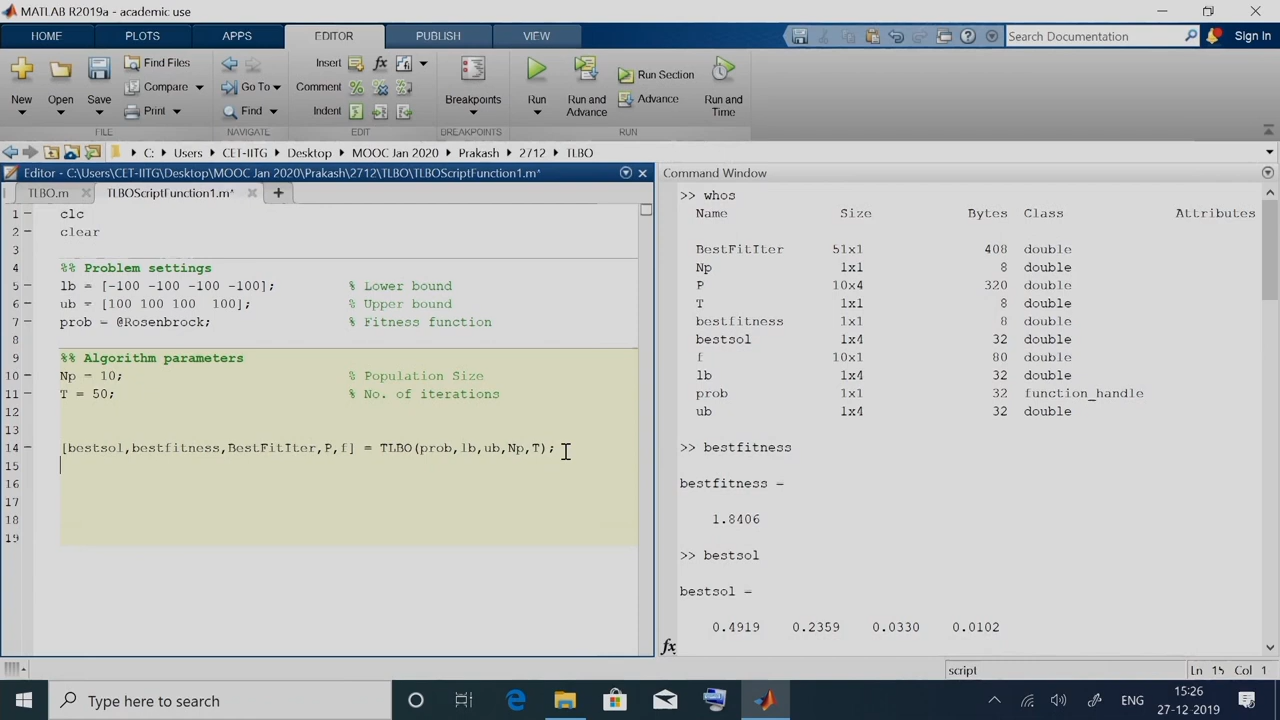 MATLAB R2019a - academic use
HOME PLOTS APPS EDITOR PUBLISH VIEW
Search Documentation
Sign In
New
Open
Save
Find Files
Compare
Print
FILE
Go To
Find
NAVIGATE
Insert
fx
Comment
Indent
EDIT
Breakpoints
BREAKPOINTS
Run
Run and Advance
Run Section
Advance
Run and Time
RUN
C: Users CET-IITG Desktop MOOC Jan 2020 Prakash 2712 TLBO
Editor - C:\Users\CET-IITG\Desktop\MOOC Jan 2020\Prakash\2712\TLBO\TLBOScriptFunction1.m*
TLBO.m TLBOScriptFunction1.m* +
1 clc
2 clear
3
4 %% Problem settings
5 lb = [-100 -100 -100 -100]; % Lower bound
6 ub = [100 100 100 100]; % Upper bound
7 prob = @Rosenbrock; % Fitness function
8
9 %% Algorithm parameters
10 Np = 10; % Population Size
11 T = 50; % No. of iterations
12
13
14 [bestsol,bestfitness,BestFitIter,P,f] = TLBO(prob,lb,ub,Np,T);
15
16
17
18
19
Command Window
>> whos
Name Size Bytes Class Attributes
BestFitIter 51x1 408 double
Np 1x1 8 double
P 10x4 320 double
T 1x1 8 double
bestfitness 1x1 8 double
bestsol 1x4 32 double
f 10x1 80 double
lb 1x4 32 double
prob 1x1 32 function_handle
ub 1x4 32 double
>> bestfitness
bestfitness =
1.8406
>> bestsol
bestsol =
0.4919 0.2359 0.0330 0.0102
fx
script
Ln 15 Col 1
Type here to search
ENG
15:26
27-12-2019